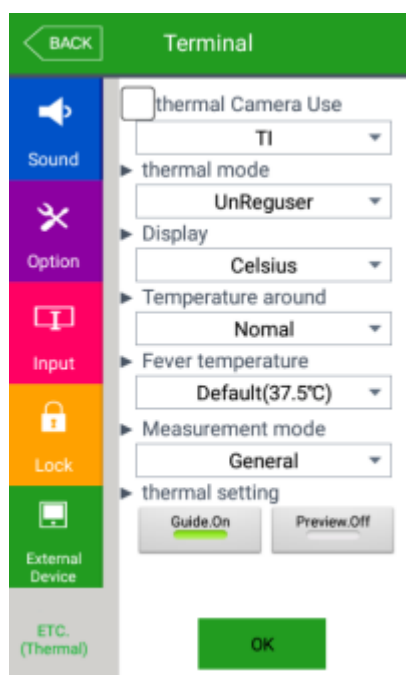 BACK
Terminal
Sound
Option
Input
Lock
External
Device
ETC.
(Thermal)
thermal Camera Use
TI
thermal mode
UnReguser
Display
Celsius
Temperature around
Nomal
Fever temperature
Default(37.5℃)
Measurement mode
General
thermal setting
Guide.On
Preview.Off
OK